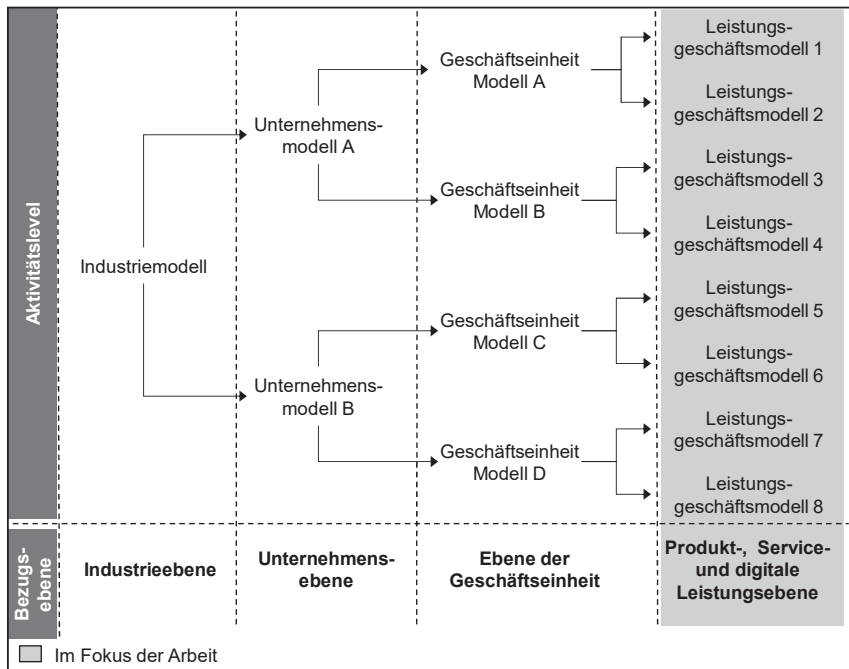 Aktivitätslevel
Industriemodell
Unternehmens-
modell A
Unternehmens-
modell B
Geschäftseinheit
Modell A
Geschäftseinheit
Modell B
Geschäftseinheit
Modell C
Geschäftseinheit
Modell D
Leistungs-
geschäftsmodell 1
Leistungs-
geschäftsmodell 2
Leistungs-
geschäftsmodell 3
Leistungs-
geschäftsmodell 4
Leistungs-
geschäftsmodell 5
Leistungs-
geschäftsmodell 6
Leistungs-
geschäftsmodell 7
Leistungs-
geschäftsmodell 8
Bezugs-
ebene
Industrieebene
Unternehmens-
ebene
Ebene der
Geschäftseinheit
Produkt-, Service-
und digitale
Leistungsebene
Im Fokus der Arbeit